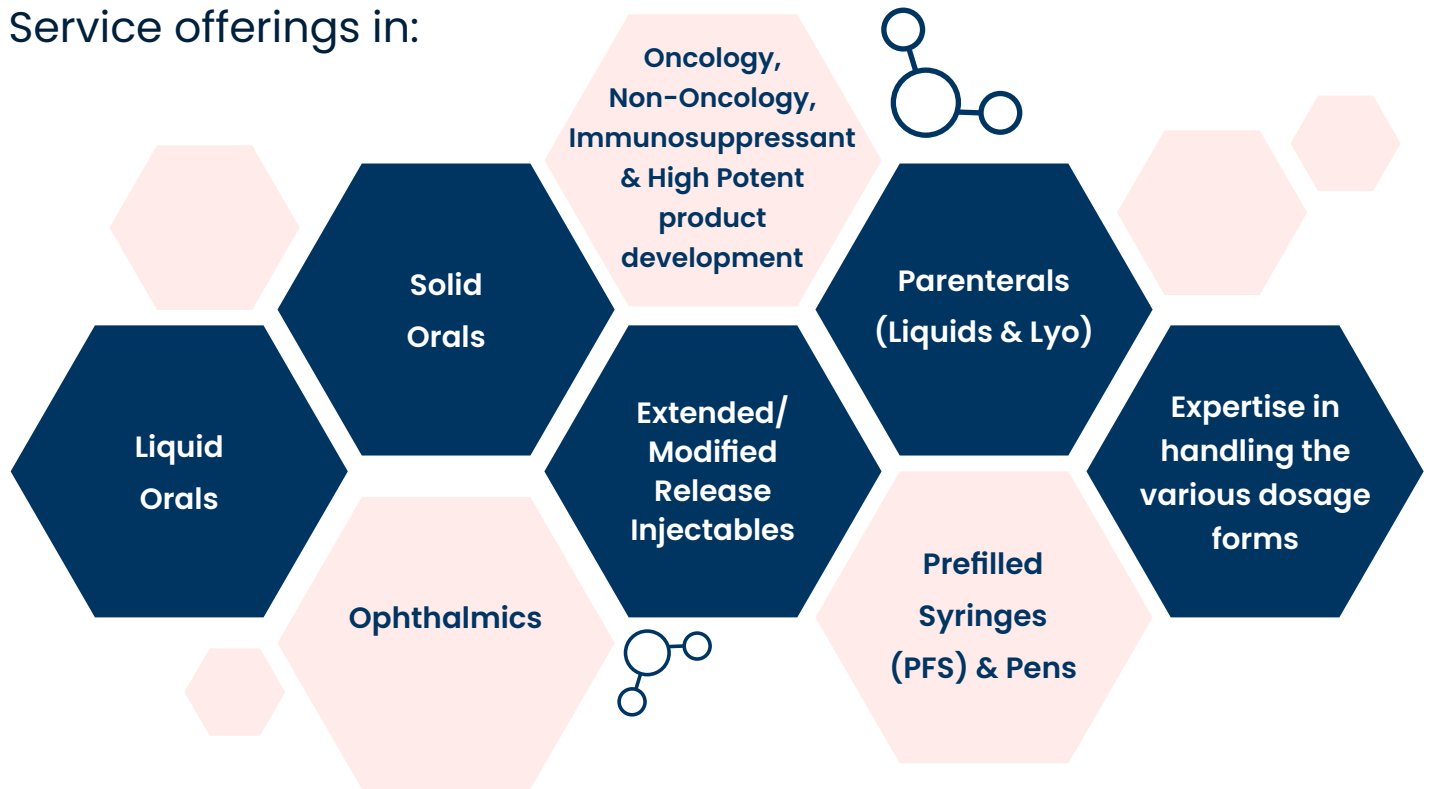 Service offerings in:
Oncology,
Non-Oncology,
Immunosuppressant
& High Potent
product
development
Solid
Orals
Parenterals
(Liquids & Lyo)
Liquid
Orals
Extended/
Modified
Release
Injectables
Expertise in
handling the
various dosage
forms
Ophthalmics
Prefilled
Syringes
(PFS) & Pens